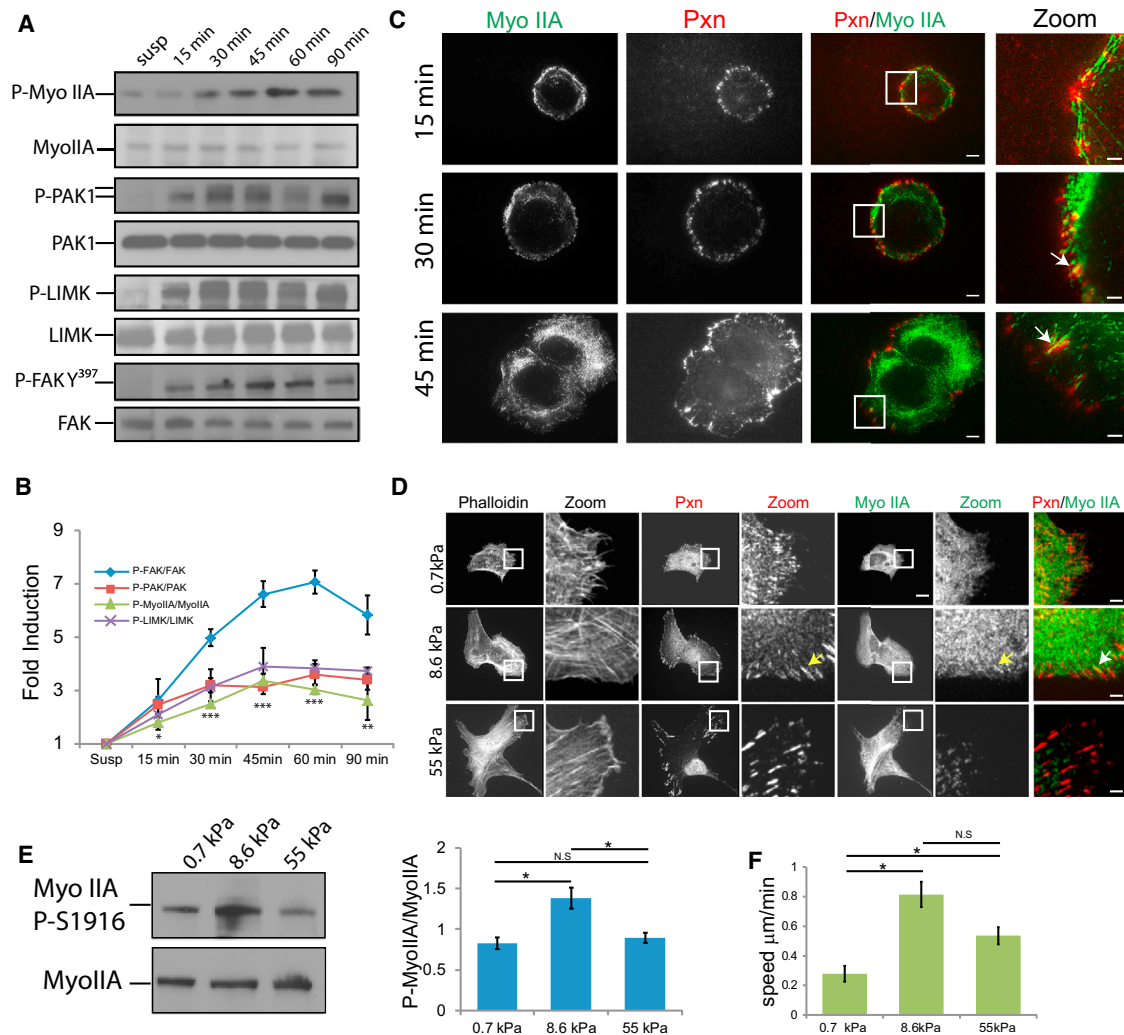 A
susp 15 min 30 min 45 min 60 min 90 min
P-Myo IIA
MyoIIA
P-PAK1
PAK1
P-LIMK
LIMK
P-FAK Y397
FAK
B
Fold Induction
9
7
5
3
1
P-FAK/FAK
P-PAK/PAK
P-MyoIIA/MyoIIA
P-LIMK/LIMK
*
***
***
***
**
Susp 15 min 30 min 45min 60 min 90 min
C
Myo IIA Pxn Pxn/Myo IIA Zoom
15 min
30 min
45 min
D
Phalloidin Zoom Pxn Zoom Myo IIA Zoom Pxn/Myo IIA
0.7kPa
8.6 kPa
55 kPa
E
0.7 kPa 8.6 kPa 55 kPa
Myo IIA
P-S1916
MyoIIA
P-MyoIIA/MyoIIA
2
1.5
1
0.5
0
*
N.S
*
0.7 kPa 8.6 kPa 55 kPa
F
speed µm/min
1
0.8
0.6
0.4
0.2
0
N.S
*
*
0.7 kPa 8.6kPa 55kPa